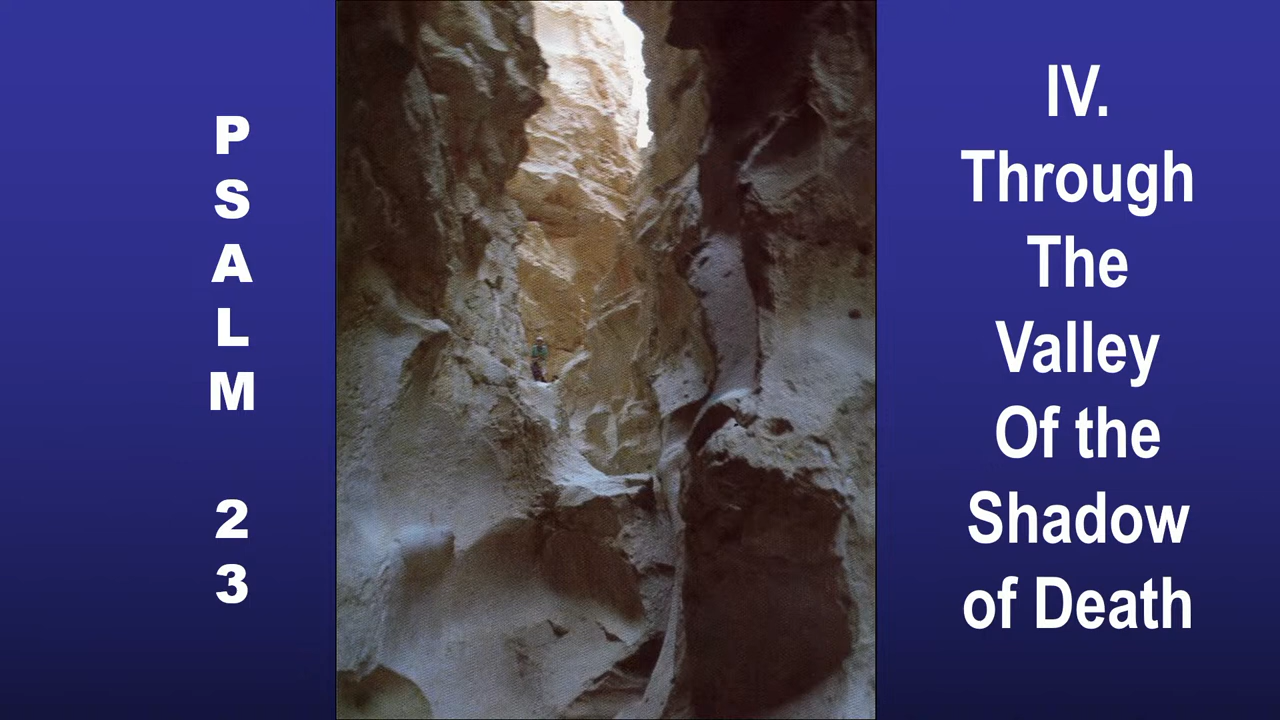 P
S
A
L
M
2
3
IV.
Through
The
Valley
Of the
Shadow
of Death